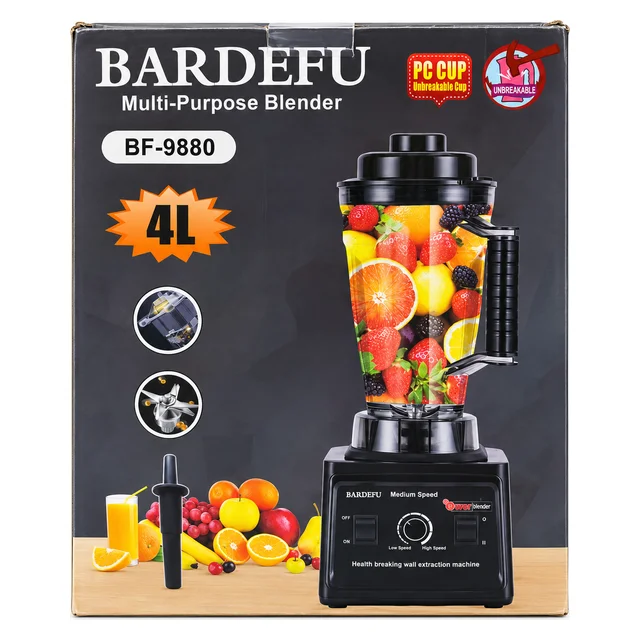 BARDEFU
Multi-Purpose Blender
BF-9880
4L
PC CUP
Unbreakable Cup
UNBREAKABLE
BARDEFU
Medium Speed
blender
OFF
ON
Low Speed
High Speed
O
II
Health breaking wall extraction machine